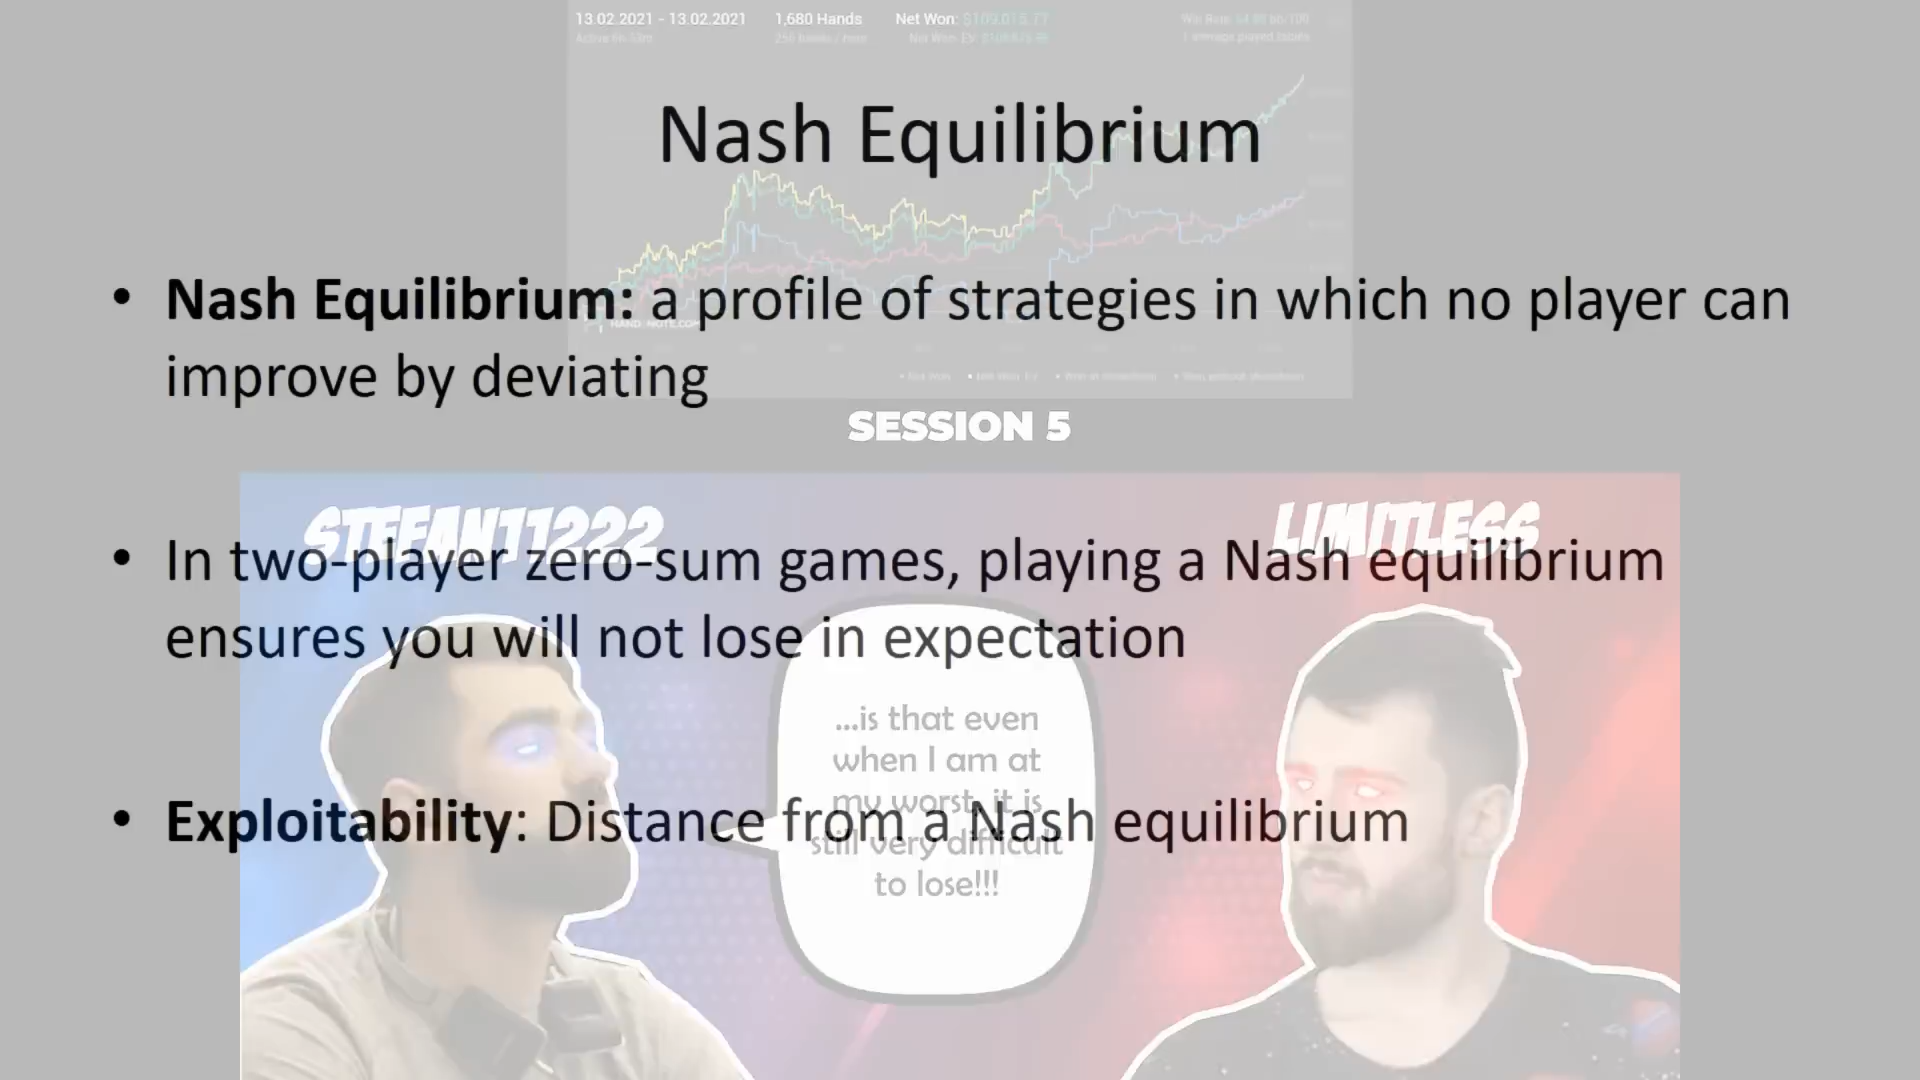 13.02.2021 - 13.02.2021 1,680 Hands Net Won: $109,015.77
Nash Equilibrium
• Nash Equilibrium: a profile of strategies in which no player can
improve by deviating
SESSION 5
STEFAN11222 LIMITLESS
• In two-player zero-sum games, playing a Nash equilibrium
ensures you will not lose in expectation
...is that even
when I am at
my worst, it is
still very difficult
to lose!!!
• Exploitability: Distance from a Nash equilibrium